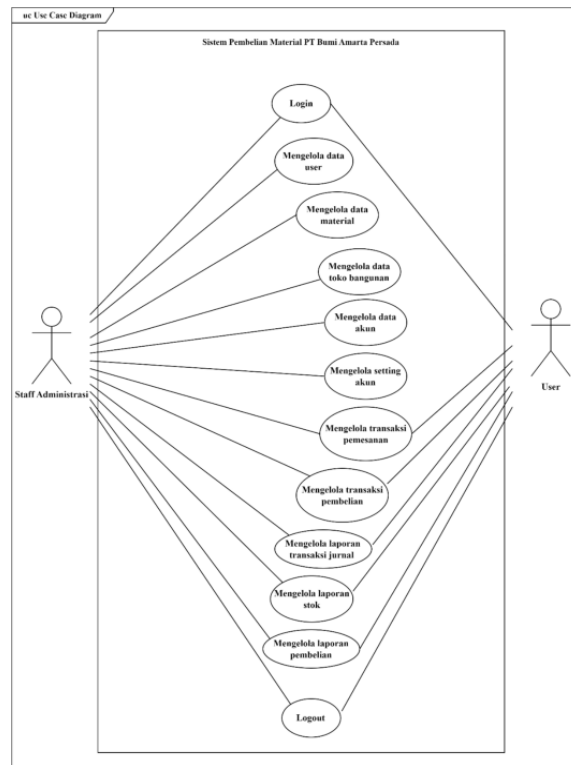 uc Use Case Diagram
Sistem Pembelian Material PT Bumi Amarta Persada
Login
Mengelola data
user
Mengelola data
material
Mengelola data
toko bangunan
Mengelola data
akun
Mengelola setting
akun
Staff Administrasi
User
Mengelola transaksi
pemesanan
Mengelola transaksi
pembelian
Mengelola laporan
transaksi jurnal
Mengelola laporan
stok
Mengelola laporan
pembelian
Logout